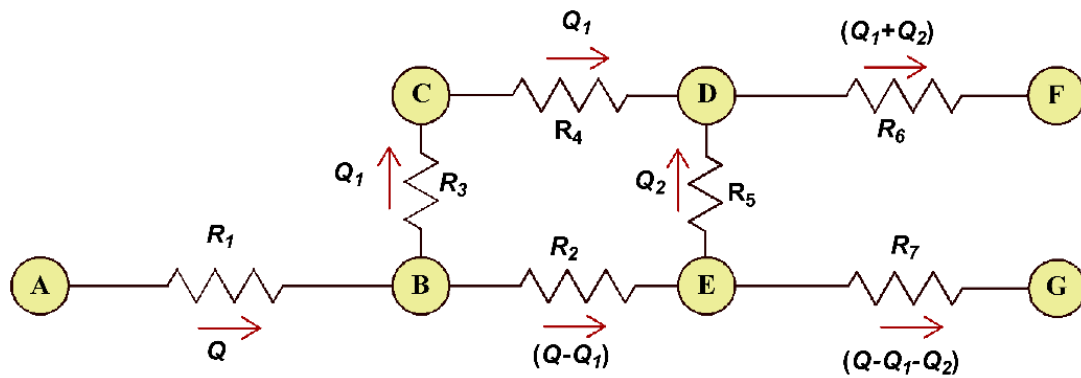 Q1
(Q1+Q2)
C
D
F
R4
R6
Q1
R3
Q2
R5
R1
R2
R7
A
B
E
G
Q
(Q-Q1)
(Q-Q1-Q2)